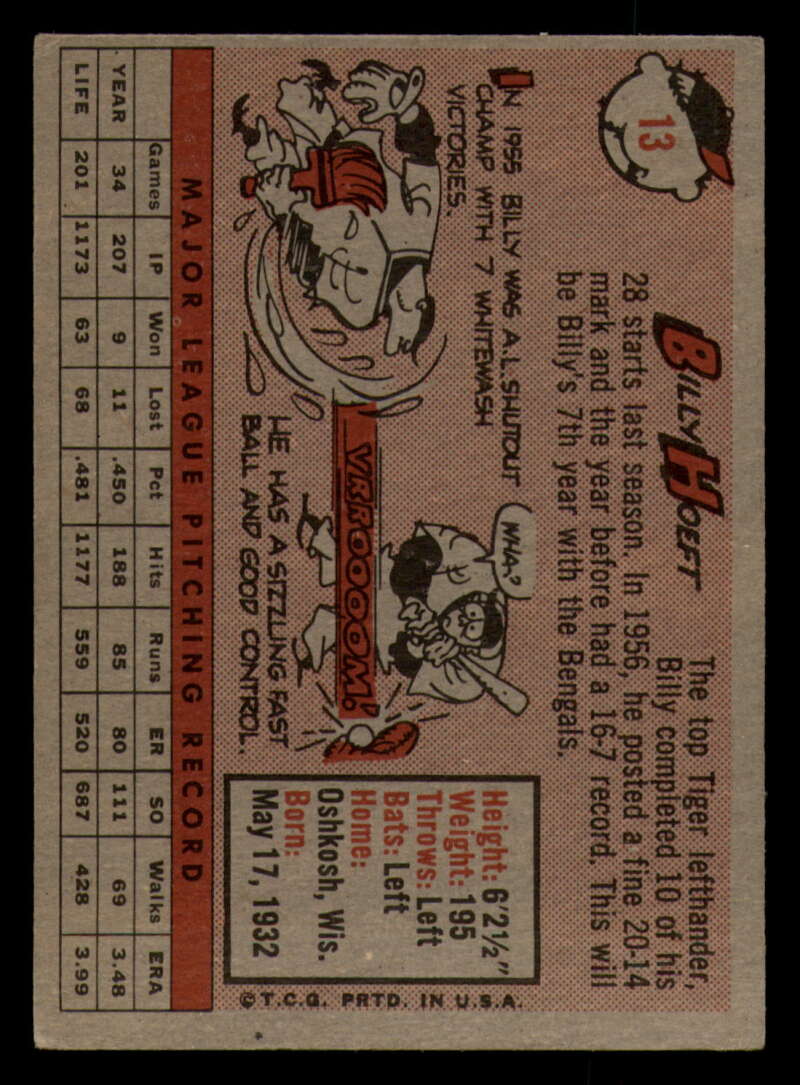 13
BILLY HOEFT
The top Tiger lefthander,
Billy completed 10 of his
28 starts last season. In 1956, he posted a fine 20-14
mark and the year before had a 16-7 record. This will
be Billy's 7th year with the Bengals.
IN 1955 BILLY WAS A.L. SHUTOUT
CHAMP WITH 7 WHITEWASH
VICTORIES.
WHA?
VRROOOOM!
HE HAS A SIZZLING FAST
BALL AND GOOD CONTROL.
Height: 6'2½"
Weight: 195
Throws: Left
Bats: Left
Home:
Oshkosh, Wis.
Born:
May 17, 1932
© T.C.G. PRTD. IN U.S.A.
MAJOR LEAGUE PITCHING RECORD
Games IP Won Lost Pct Hits Runs ER SO Walks ERA
YEAR 34 207 9 11 .450 188 85 80 111 69 3.48
LIFE 201 1173 63 68 .481 1177 559 520 687 428 3.99